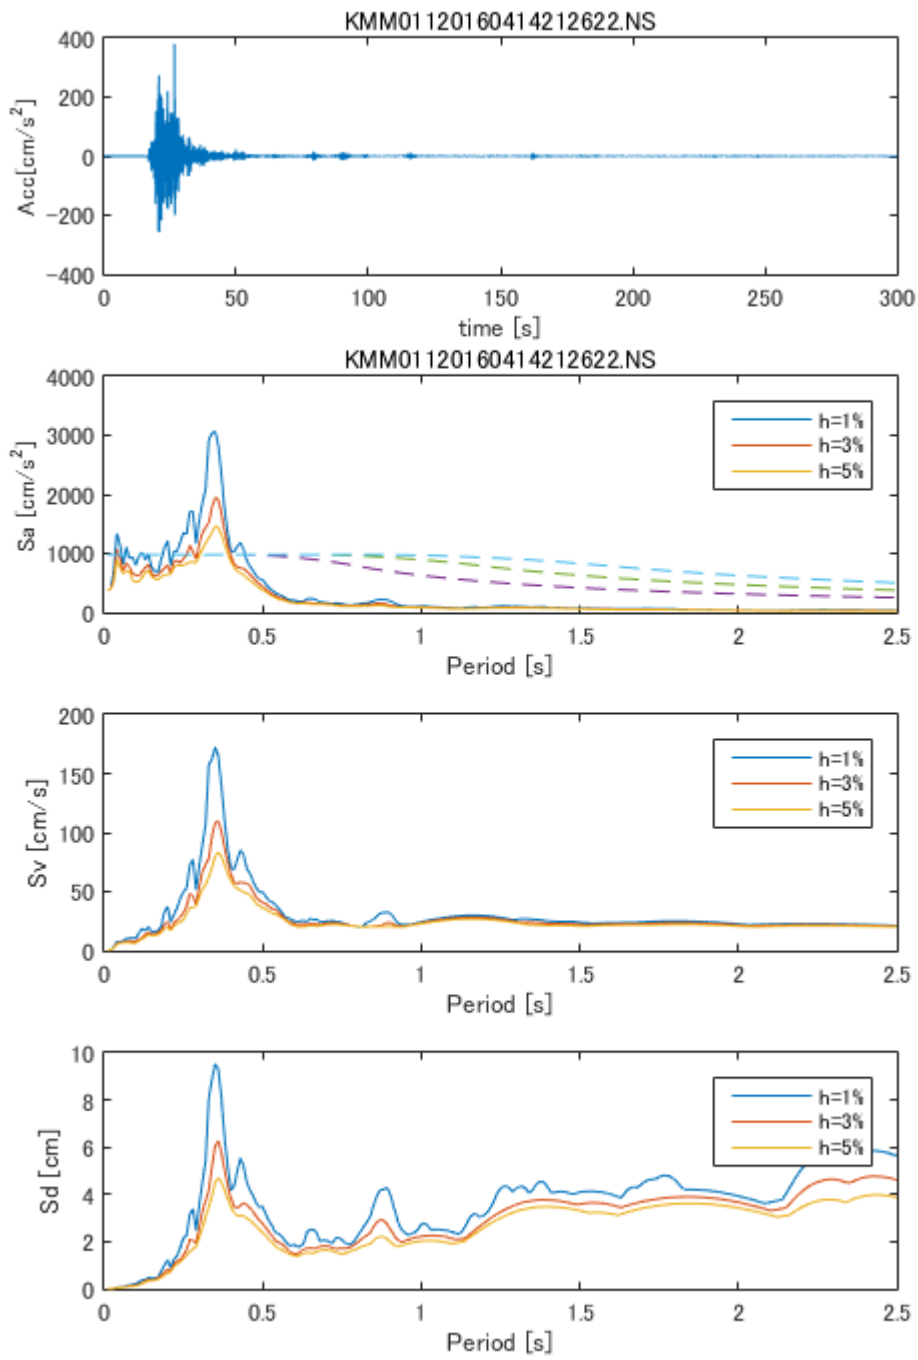 KMM01120160414212622.NS
400
200
0
-200
-400
Acc[cm/s²]
0 50 100 150 200 250 300
time [s]
KMM01120160414212622.NS
4000
3000
2000
1000
0
Sa [cm/s²]
h=1%
h=3%
h=5%
0 0.5 1 1.5 2 2.5
Period [s]
200
150
100
50
0
Sv [cm/s]
h=1%
h=3%
h=5%
0 0.5 1 1.5 2 2.5
Period [s]
10
8
6
4
2
0
Sd [cm]
h=1%
h=3%
h=5%
0 0.5 1 1.5 2 2.5
Period [s]